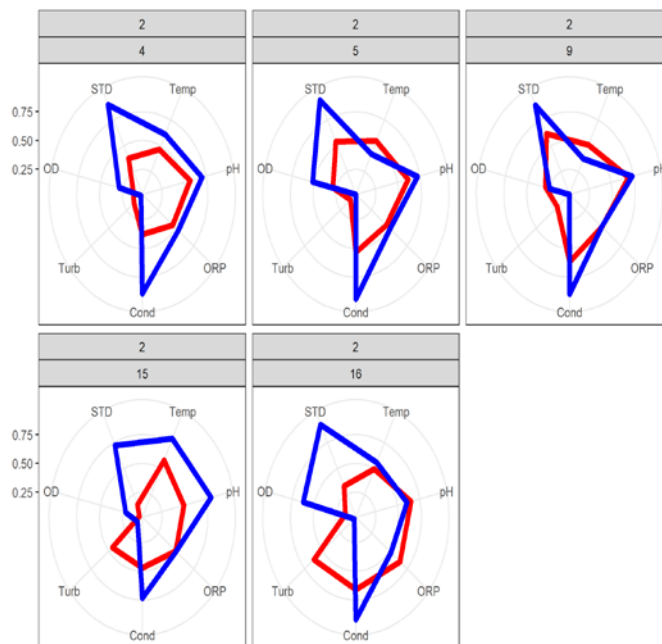 2 2 2
4 5 9
STD Temp STD Temp STD Temp
0.75
0.50
0.25
OD pH OD pH OD pH
Turb ORP Turb ORP Turb ORP
Cond Cond Cond
2 2
15 16
STD Temp STD Temp
0.75
0.50
0.25
OD pH OD pH
Turb ORP Turb ORP
Cond Cond